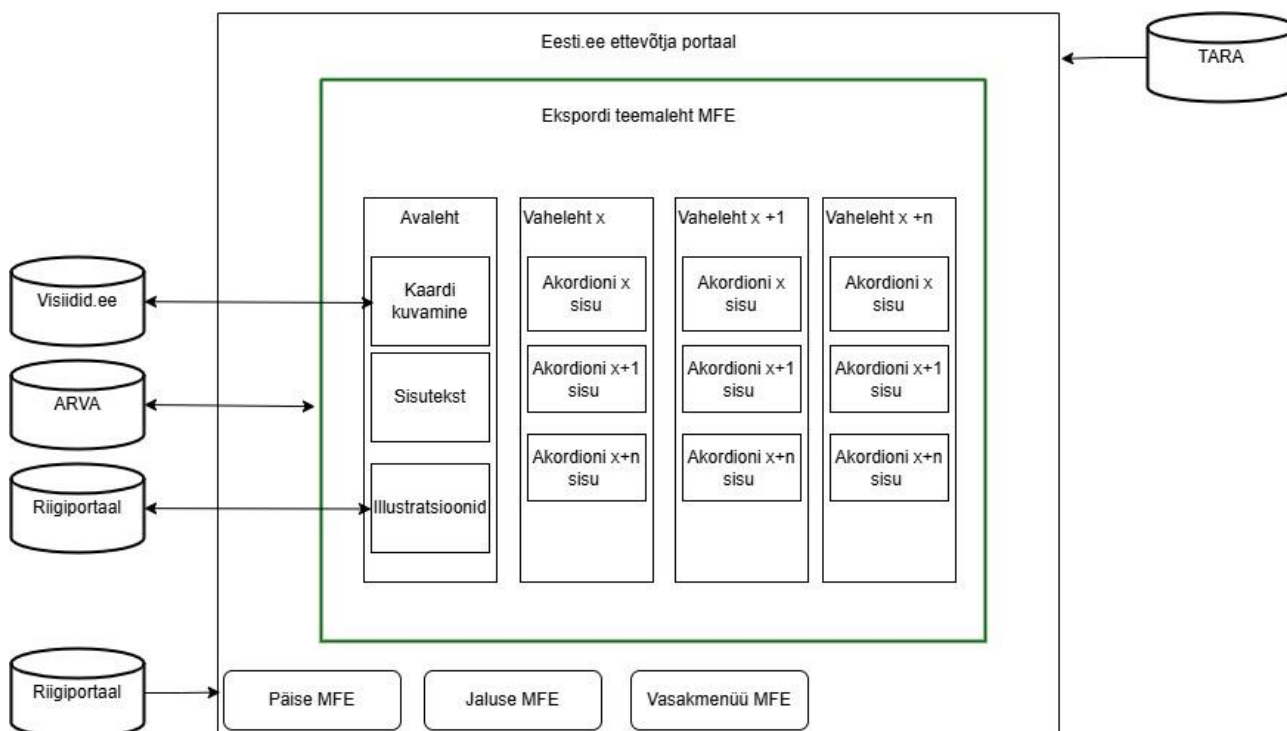 Eesti.ee ettevõtja portaal
TARA
Ekspordi teemaleht MFE
Avaleht
Vaheleht x
Vaheleht x +1
Vaheleht x +n
Visiidid.ee
Kaardi
kuvamine
Akordioni x
sisu
Akordioni x
sisu
Akordioni x
sisu
ARVA
Sisutekst
Akordioni x+1
sisu
Akordioni x+1
sisu
Akordioni x+1
sisu
Riigiportaal
Illustratsioonid
Akordioni x+n
sisu
Akordioni x+n
sisu
Akordioni x+n
sisu
Riigiportaal
Päise MFE
Jaluse MFE
Vasakmenüü MFE